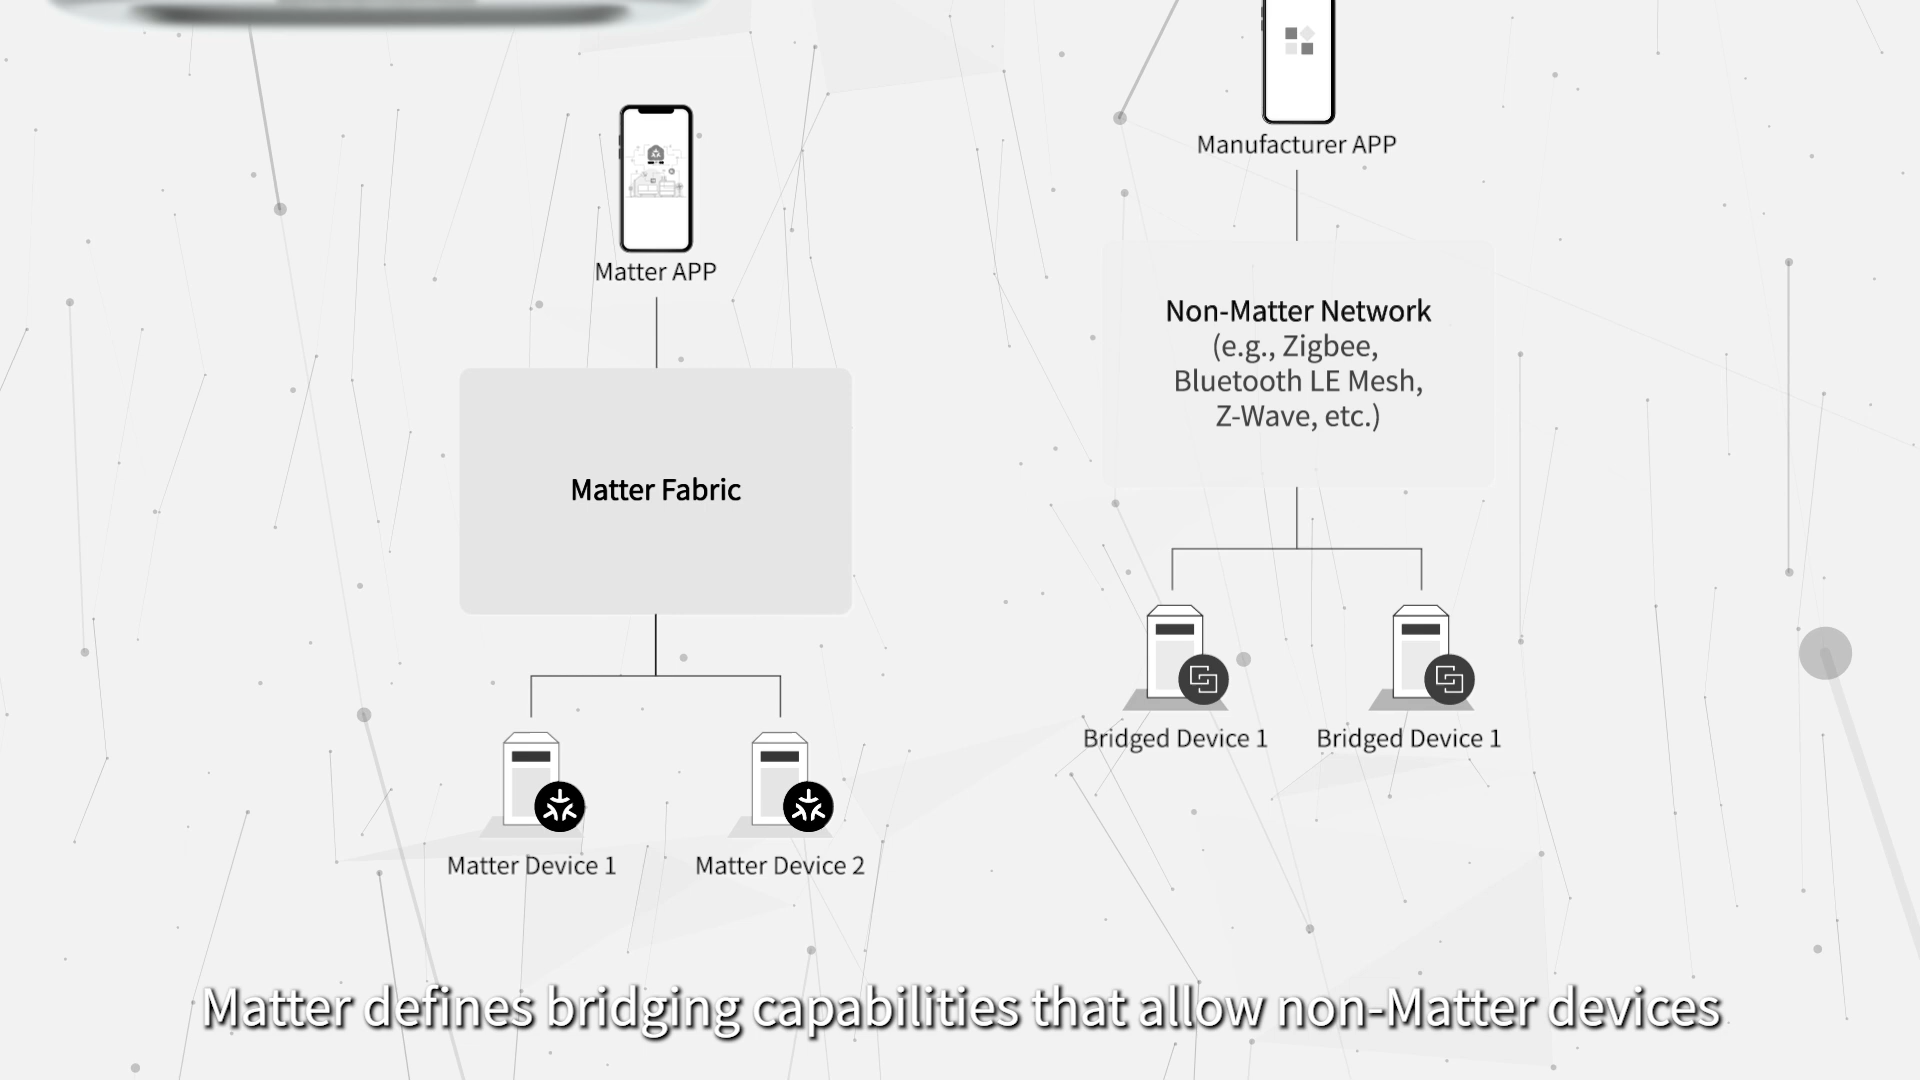 Manufacturer APP
Matter APP
Non-Matter Network
(e.g., Zigbee,
Bluetooth LE Mesh,
Z-Wave, etc.)
Matter Fabric
Bridged Device 1
Bridged Device 1
Matter Device 1
Matter Device 2
Matter defines bridging capabilities that allow non-Matter devices